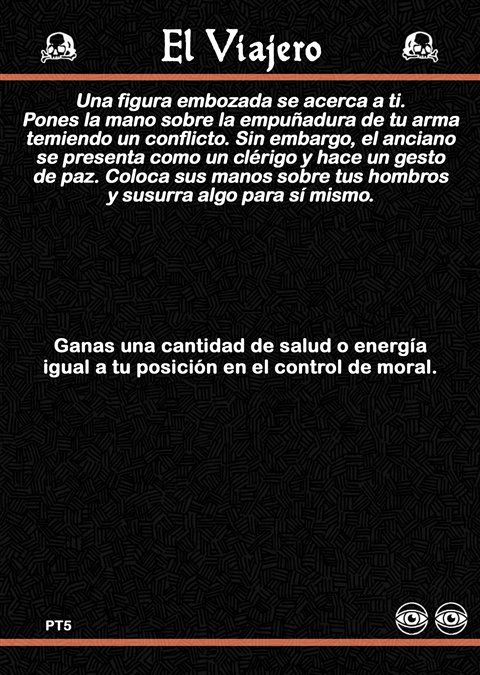 El Viajero
Una figura embozada se acerca a ti.
Pones la mano sobre la empuñadura de tu arma
temiendo un conflicto. Sin embargo, el anciano
se presenta como un clérigo y hace un gesto
de paz. Coloca sus manos sobre tus hombros
y susurra algo para sí mismo.
Ganas una cantidad de salud o energía
igual a tu posición en el control de moral.
PT5